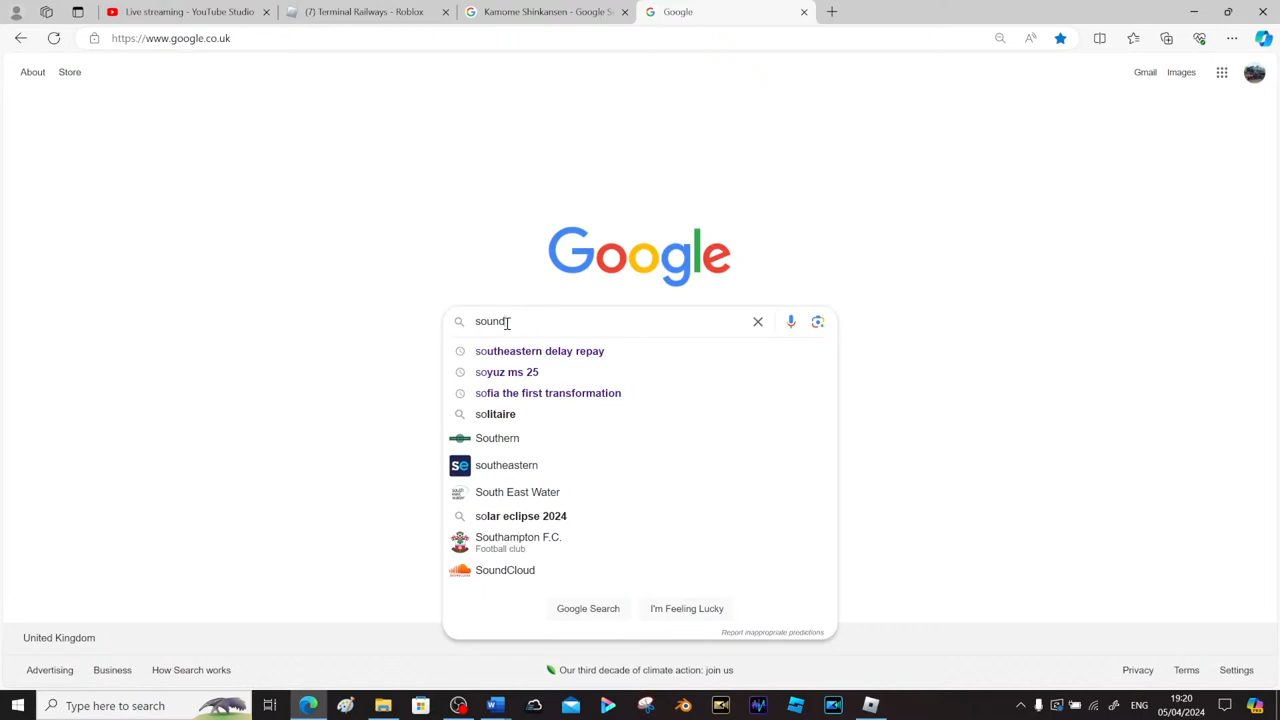 Live streaming - YouTube Studio
(7) Terminal Railways - Roblox
Kamoni Shinkansen - Google S
Google
https://www.google.co.uk
About Store
Gmail Images
Google
sound
southeastern delay repay
soyuz ms 25
sofia the first transformation
solitaire
Southern
southeastern
South East Water
solar eclipse 2024
Southampton F.C.
Football club
SoundCloud
Google Search I'm Feeling Lucky
Report inappropriate predictions
United Kingdom
Advertising Business How Search works
Our third decade of climate action: join us
Privacy Terms Settings
Type here to search
ENG
19:20
05/04/2024